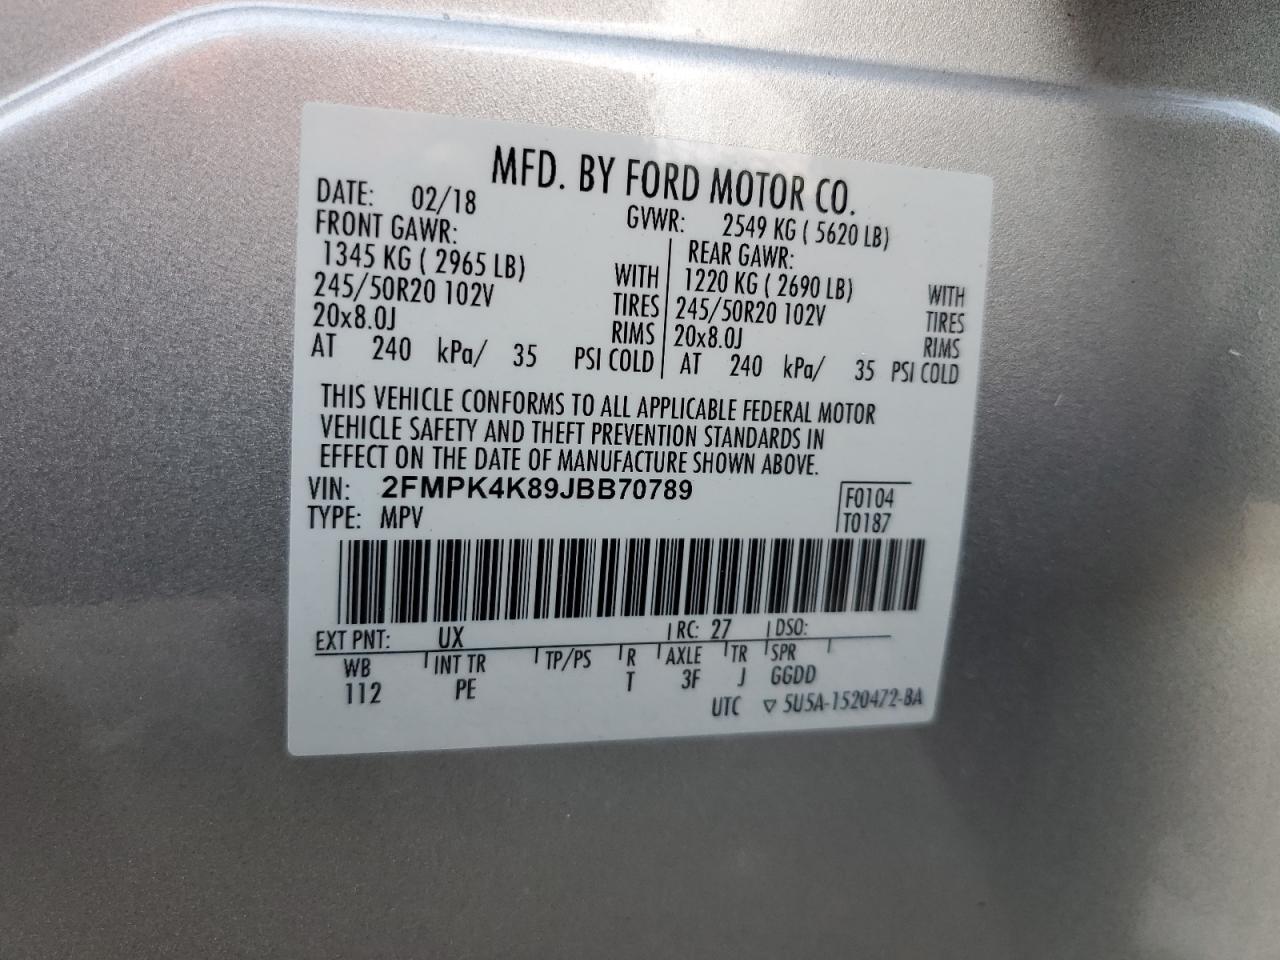 MFD. BY FORD MOTOR CO.
DATE: 02/18 GVWR: 2549 KG ( 5620 LB)
FRONT GAWR: REAR GAWR:
1345 KG ( 2965 LB) WITH 1220 KG ( 2690 LB) WITH
245/50R20 102V TIRES 245/50R20 102V TIRES
20x8.0J RIMS 20x8.0J RIMS
AT 240 kPa/ 35 PSI COLD AT 240 kPa/ 35 PSI COLD
THIS VEHICLE CONFORMS TO ALL APPLICABLE FEDERAL MOTOR
VEHICLE SAFETY AND THEFT PREVENTION STANDARDS IN
EFFECT ON THE DATE OF MANUFACTURE SHOWN ABOVE.
VIN: 2FMPK4K89JBB70789 F0104
TYPE: MPV T0187
EXT PNT: UX RC: 27 DSO:
WB INT TR TP/PS R AXLE TR SPR
112 PE T 3F J GGDD
UTC ▽ 5U5A-1520472-BA